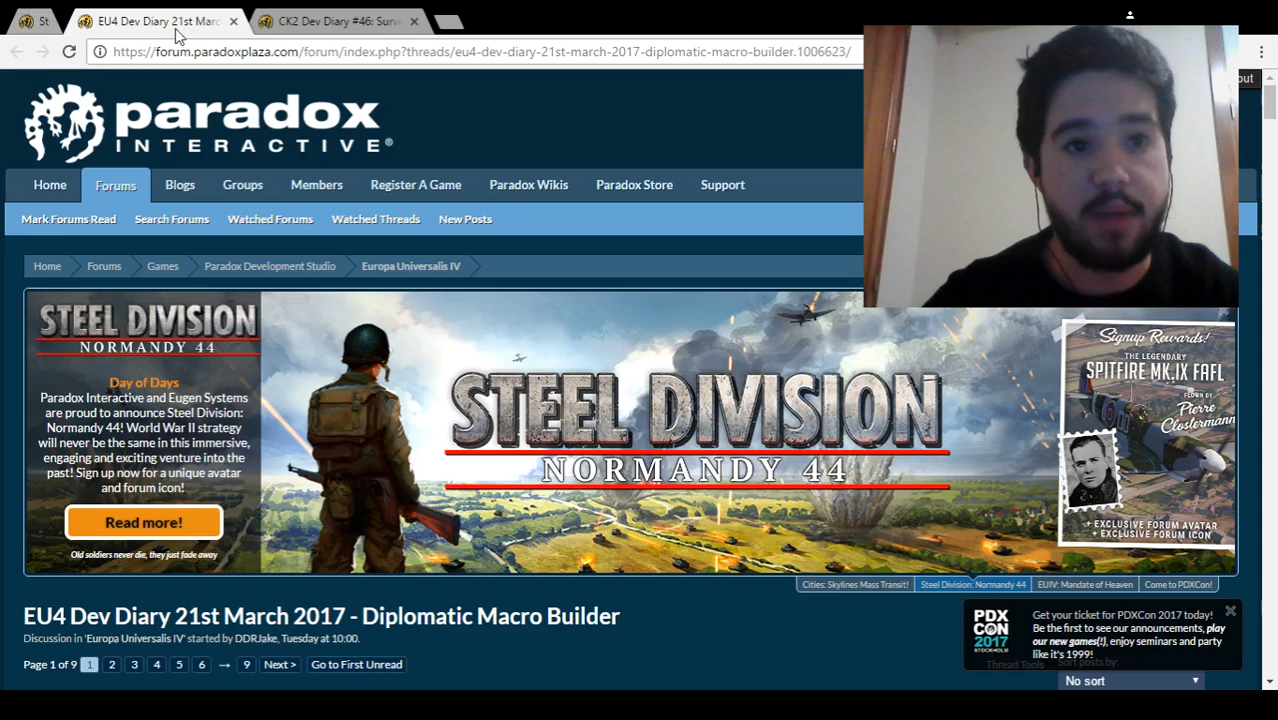 St
EU4 Dev Diary 21st Marc
CK2 Dev Diary #46: Surve
https://forum.paradoxplaza.com/forum/index.php?threads/eu4-dev-diary-21st-march-2017-diplomatic-macro-builder.1006623/
out
paradox
INTERACTIVE®
Home Forums Blogs Groups Members Register A Game Paradox Wikis Paradox Store Support
Mark Forums Read Search Forums Watched Forums Watched Threads New Posts
Home Forums Games Paradox Development Studio Europa Universalis IV
STEEL DIVISION
NORMANDY 44
Day of Days
Paradox Interactive and Eugen Systems
are proud to announce Steel Division:
Normandy 44! World War II strategy
will never be the same in this immersive,
engaging and exciting venture into the
past! Sign up now for a unique avatar
and forum icon!
Read more!
Old soldiers never die, they just fade away
STEEL DIVISION
NORMANDY 44
Signup Rewards!
THE LEGENDARY
SPITFIRE MK.IX FAFL
FLOWN BY
Pierre
Clostermann
+ EXCLUSIVE FORUM AVATAR
+ EXCLUSIVE FORUM ICON
Cities: Skylines Mass Transit! Steel Division: Normandy 44 EUIV: Mandate of Heaven Come to PDXCon!
EU4 Dev Diary 21st March 2017 - Diplomatic Macro Builder
Discussion in 'Europa Universalis IV' started by DDRJake, Tuesday at 10:00.
Page 1 of 9 1 2 3 4 5 6 → 9 Next > Go to First Unread
PDX
CON
2017
STOCKHOLM
Get your ticket for PDXCon 2017 today!
Be the first to see our announcements, play
our new games(!), enjoy seminars and party
like it's 1999!
Thread Tools Sort posts by:
No sort